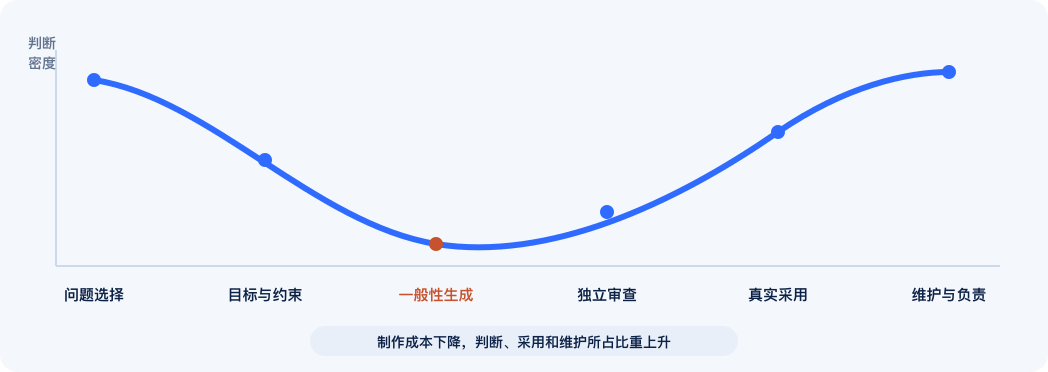 判断
密度
问题选择
目标与约束
一般性生成
独立审查
真实采用
维护与负责
制作成本下降，判断、采用和维护所占比重上升